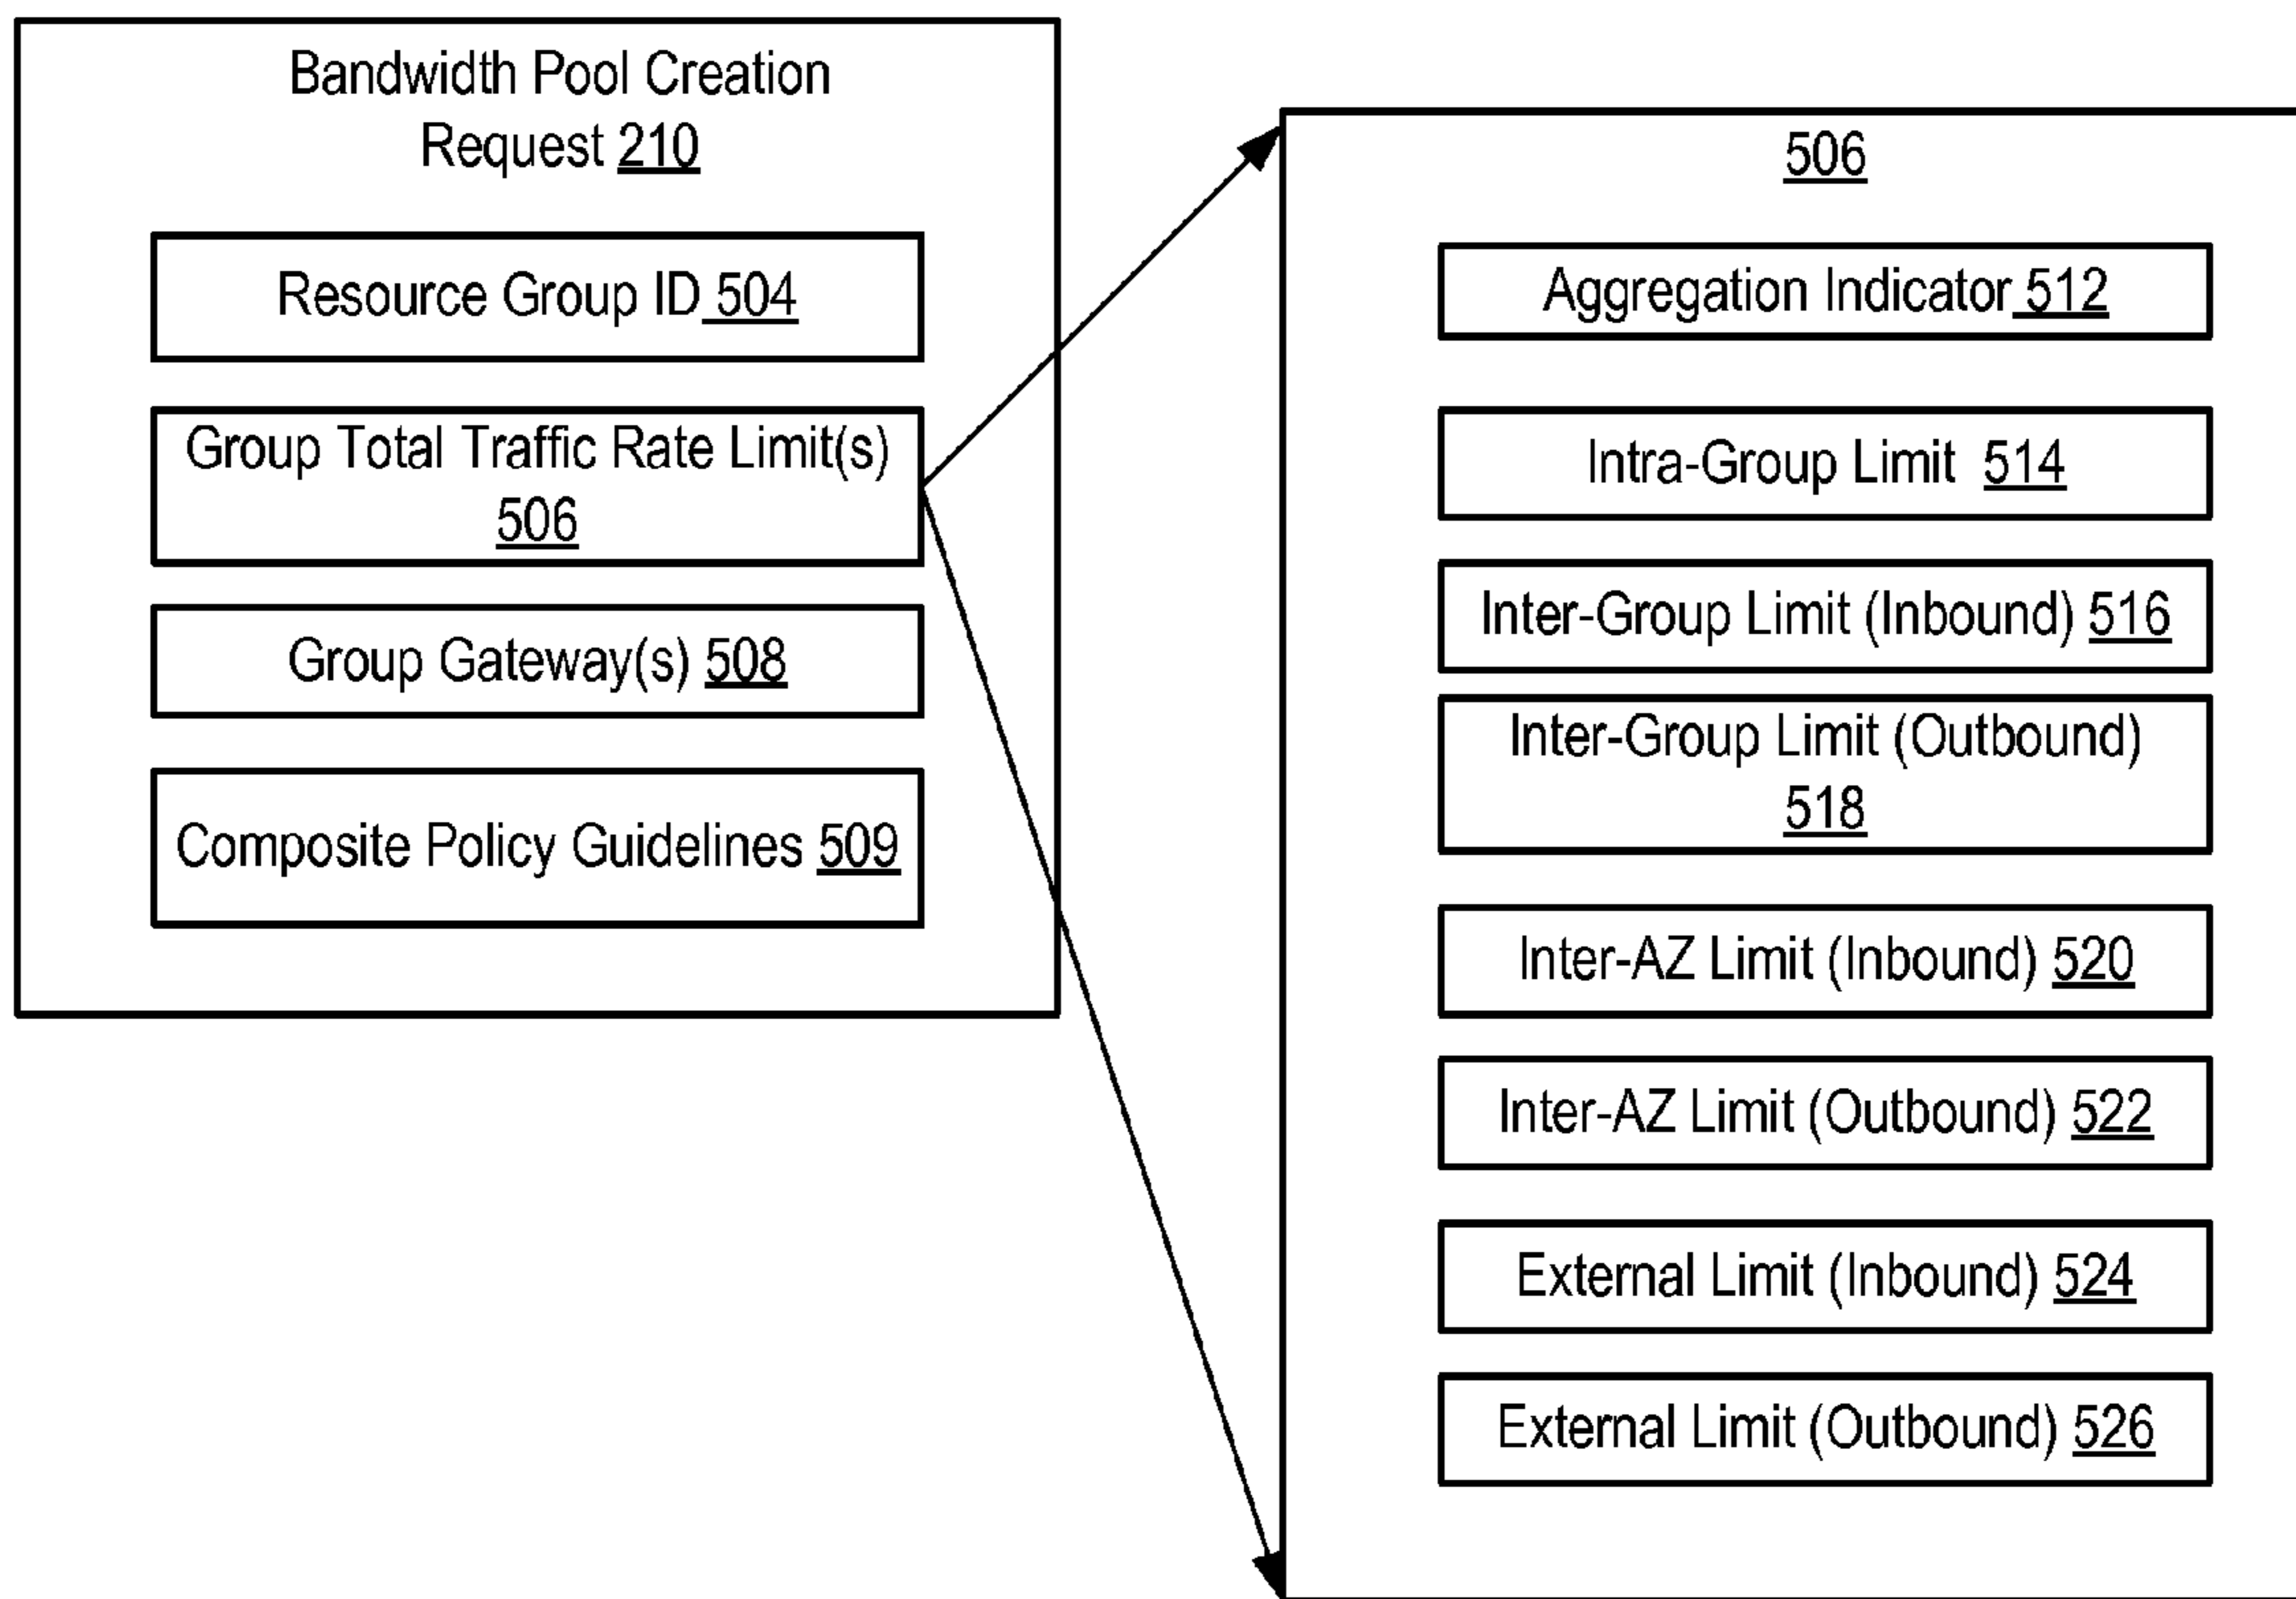 Bandwidth Pool Creation
Request 210
Resource Group ID 504
Group Total Traffic Rate Limit(s)
506
Group Gateway(s) 508
Composite Policy Guidelines 509
506
Aggregation Indicator 512
Intra-Group Limit 514
Inter-Group Limit (Inbound) 516
Inter-Group Limit (Outbound)
518
Inter-AZ Limit (Inbound) 520
Inter-AZ Limit (Outbound) 522
External Limit (Inbound) 524
External Limit (Outbound) 526